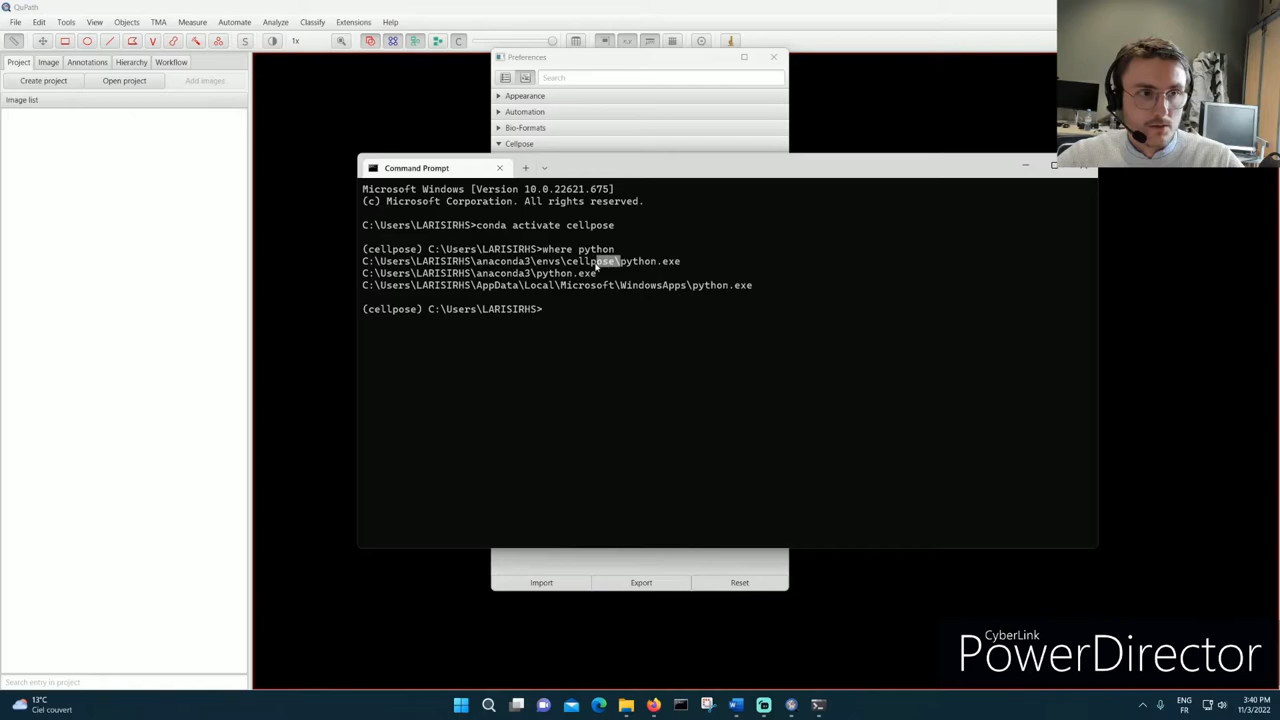 QuPath
File Edit Tools View Objects TMA Measure Automate Analyze Classify Extensions Help
S 1x C
Project Image Annotations Hierarchy Workflow
Create project Open project Add images
Image list
Preferences
Search
Appearance
Automation
Bio-Formats
Cellpose
Command Prompt
Microsoft Windows [Version 10.0.22621.675]
(c) Microsoft Corporation. All rights reserved.
C:\Users\LARISIRHS>conda activate cellpose
(cellpose) C:\Users\LARISIRHS>where python
C:\Users\LARISIRHS\anaconda3\envs\cellpose\python.exe
C:\Users\LARISIRHS\anaconda3\python.exe
C:\Users\LARISIRHS\AppData\Local\Microsoft\WindowsApps\python.exe
(cellpose) C:\Users\LARISIRHS>
Import Export Reset
CyberLink
PowerDirector
Search entry in project
13°C
Ciel couvert
ENG
FR
3:40 PM
11/3/2022